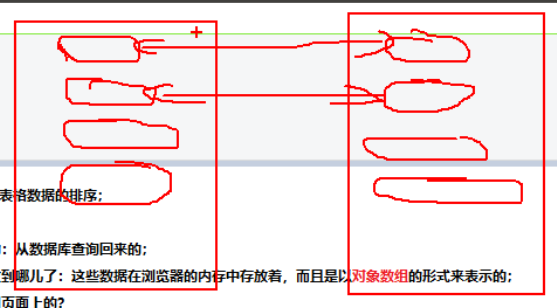 表格数据的排序；
：从数据库查询回来的；
到哪儿了：这些数据在浏览器的内存中存放着，而且是以对象数组的形式来表示的；
页面上的？